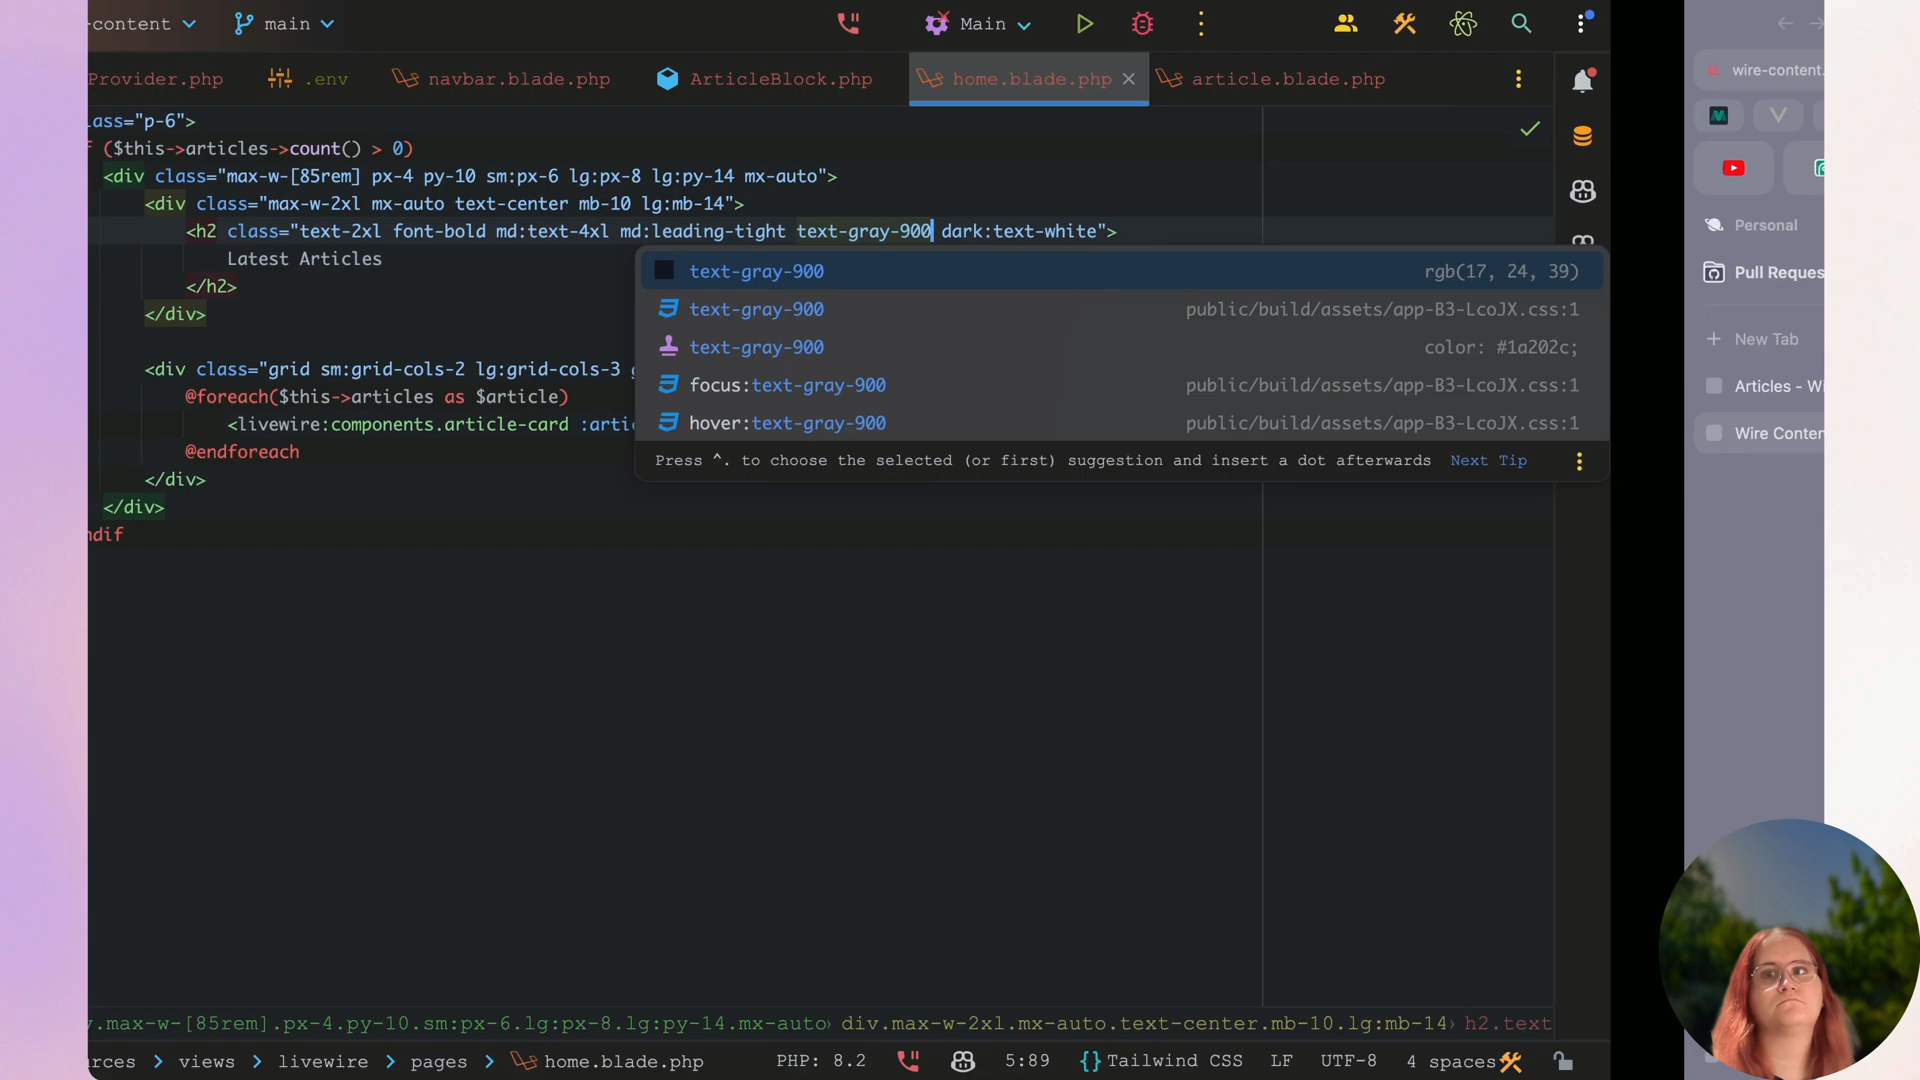 -content
main
Main
Provider.php
.env
navbar.blade.php
ArticleBlock.php
home.blade.php
article.blade.php
lass="p-6">
f ($this->articles->count() > 0)
<div class="max-w-[85rem] px-4 py-10 sm:px-6 lg:px-8 lg:py-14 mx-auto">
<div class="max-w-2xl mx-auto text-center mb-10 lg:mb-14">
<h2 class="text-2xl font-bold md:text-4xl md:leading-tight text-gray-900 dark:text-white">
Latest Articles
</h2>
</div>
<div class="grid sm:grid-cols-2 lg:grid-cols-3 g
@foreach($this->articles as $article)
<livewire:components.article-card :artic
@endforeach
</div>
</div>
ndif
text-gray-900 rgb(17, 24, 39)
text-gray-900 public/build/assets/app-B3-LcoJX.css:1
text-gray-900 color: #1a202c;
focus:text-gray-900 public/build/assets/app-B3-LcoJX.css:1
hover:text-gray-900 public/build/assets/app-B3-LcoJX.css:1
Press ^. to choose the selected (or first) suggestion and insert a dot afterwards Next Tip
v.max-w-[85rem].px-4.py-10.sm:px-6.lg:px-8.lg:py-14.mx-auto› div.max-w-2xl.mx-auto.text-center.mb-10.lg:mb-14› h2.text
urces > views > livewire > pages > home.blade.php
PHP: 8.2
5:89
{} Tailwind CSS
LF
UTF-8
4 spaces
wire-content.
Personal
Pull Reques
+ New Tab
Articles - Wi
Wire Conten